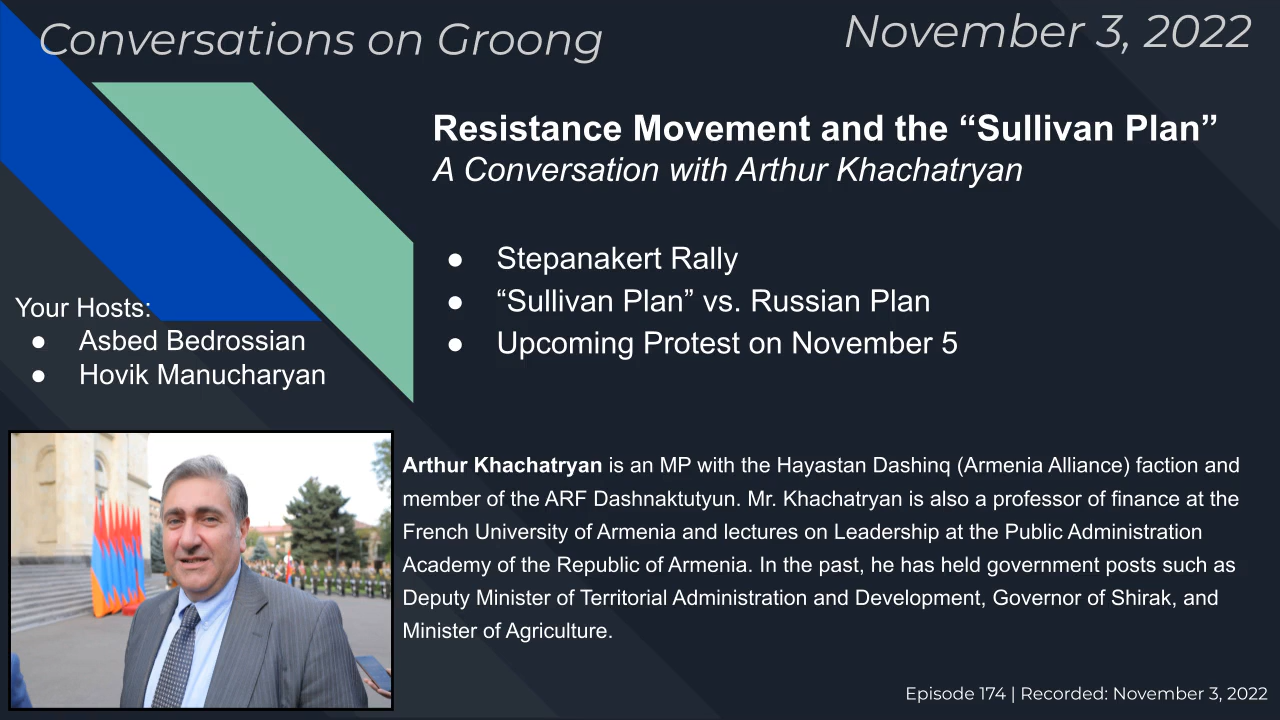 Conversations on Groong
November 3, 2022
Resistance Movement and the “Sullivan Plan”
A Conversation with Arthur Khachatryan
● Stepanakert Rally
● “Sullivan Plan” vs. Russian Plan
● Upcoming Protest on November 5
Your Hosts:
● Asbed Bedrossian
● Hovik Manucharyan
Arthur Khachatryan is an MP with the Hayastan Dashinq (Armenia Alliance) faction and
member of the ARF Dashnaktutyun. Mr. Khachatryan is also a professor of finance at the
French University of Armenia and lectures on Leadership at the Public Administration
Academy of the Republic of Armenia. In the past, he has held government posts such as
Deputy Minister of Territorial Administration and Development, Governor of Shirak, and
Minister of Agriculture.
Episode 174 | Recorded: November 3, 2022